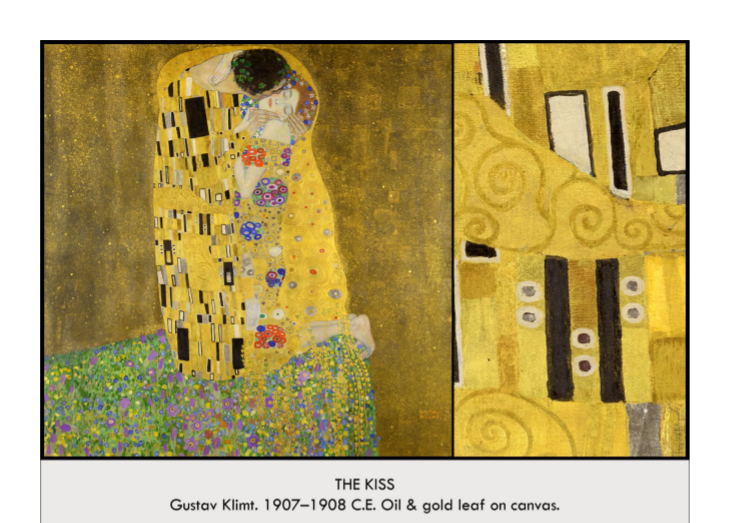 THE KISS
Gustav Klimt. 1907–1908 C.E. Oil & gold leaf on canvas.